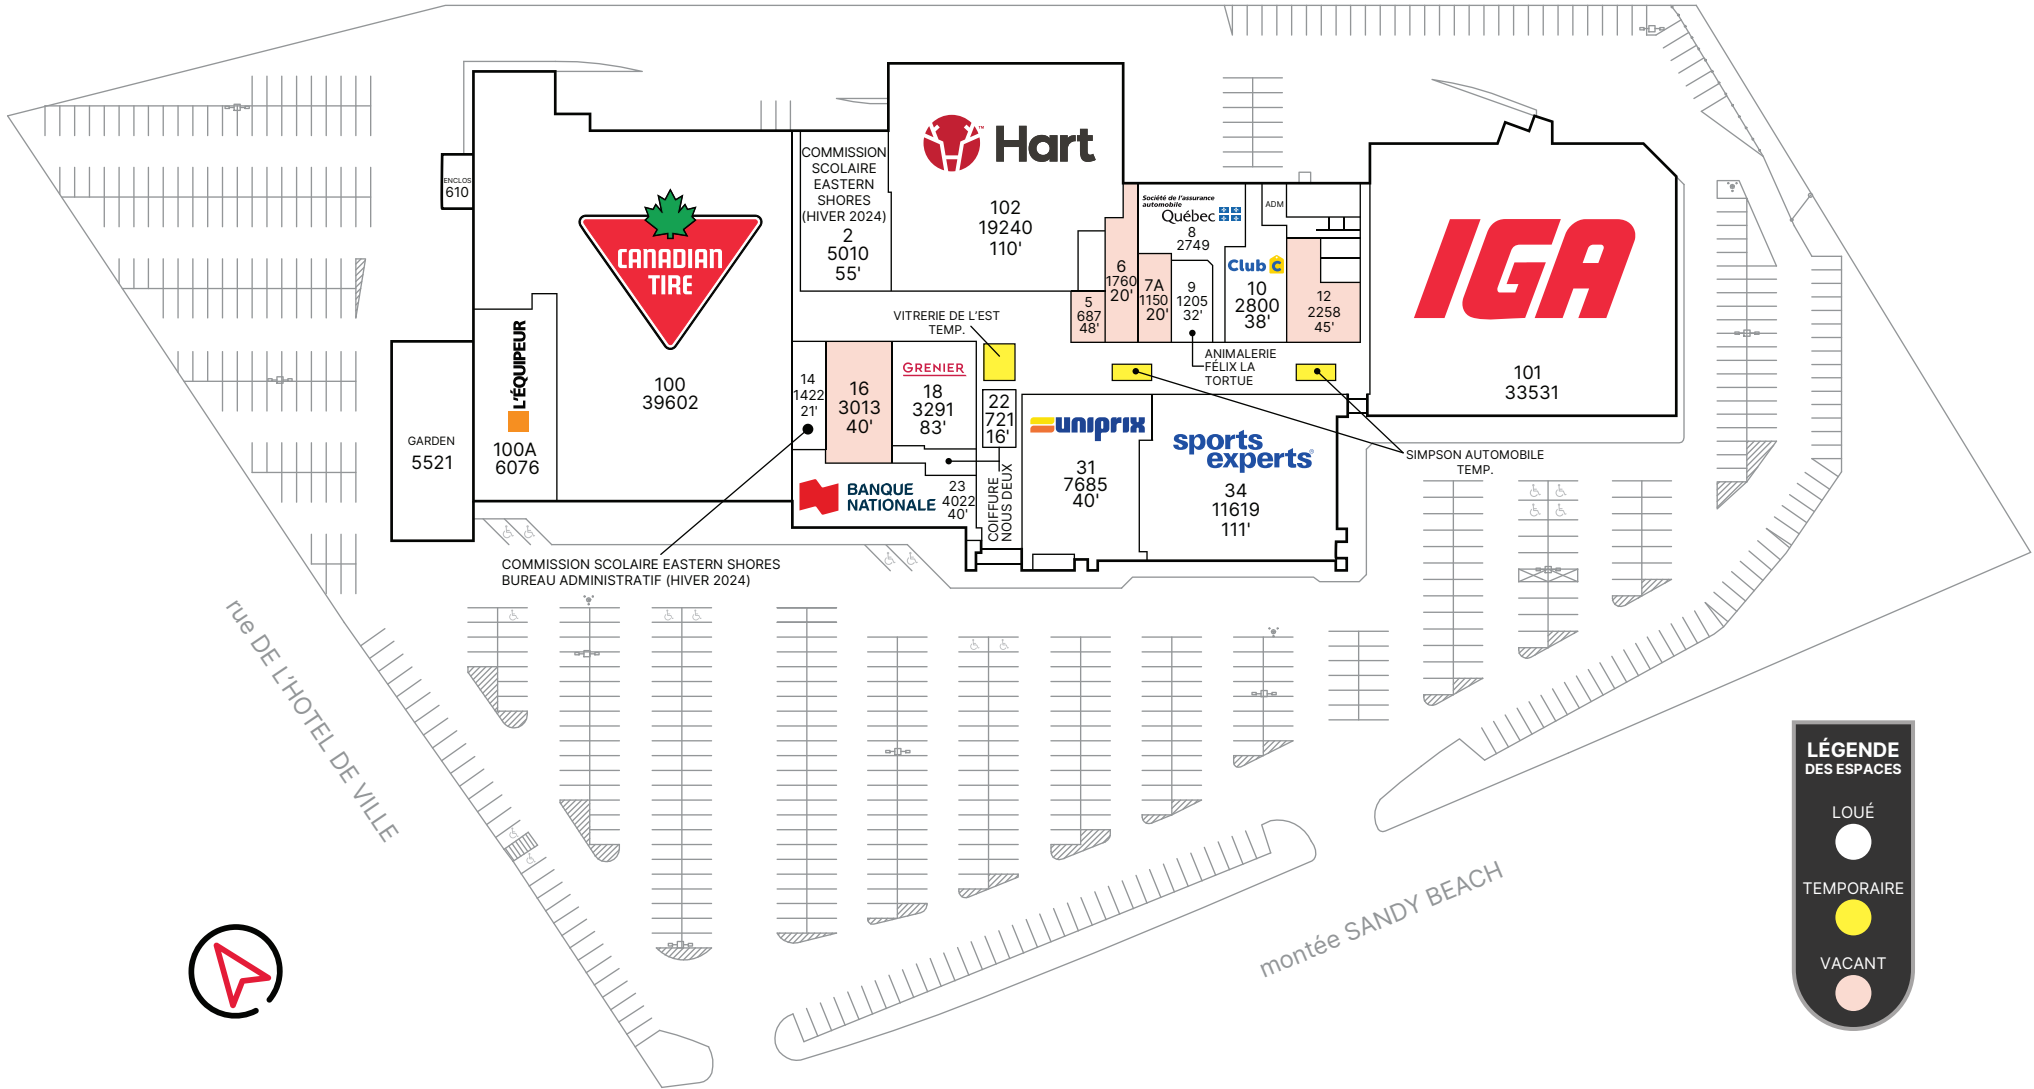 ENCLOS
610
GARDEN
5521
L'ÉQUIPEUR
100A
6076
CANADIAN
TIRE
100
39602
COMMISSION
SCOLAIRE
EASTERN
SHORES
(HIVER 2024)
2
5010
55'
Hart
™
102
19240
110'
5
687
48'
6
1760
20'
Société de l'assurance
automobile
Québec
8
2749
7A
1150
20'
9
1205
32'
ADM
Club C
10
2800
38'
12
2258
45'
IGA
101
33531
VITRERIE DE L'EST
TEMP.
ANIMALERIE
FÉLIX LA
TORTUE
14
1422
21'
16
3013
40'
GRENIER
18
3291
83'
22
721
16'
BANQUE
NATIONALE
23
4022
40'
COIFFURE
NOUS DEUX
uniprix
31
7685
40'
sports
experts
34
11619
111'
SIMPSON AUTOMOBILE
TEMP.
COMMISSION SCOLAIRE EASTERN SHORES
BUREAU ADMINISTRATIF (HIVER 2024)
rue DE L'HOTEL DE VILLE
montée SANDY BEACH
LÉGENDE
DES ESPACES
LOUÉ
TEMPORAIRE
VACANT